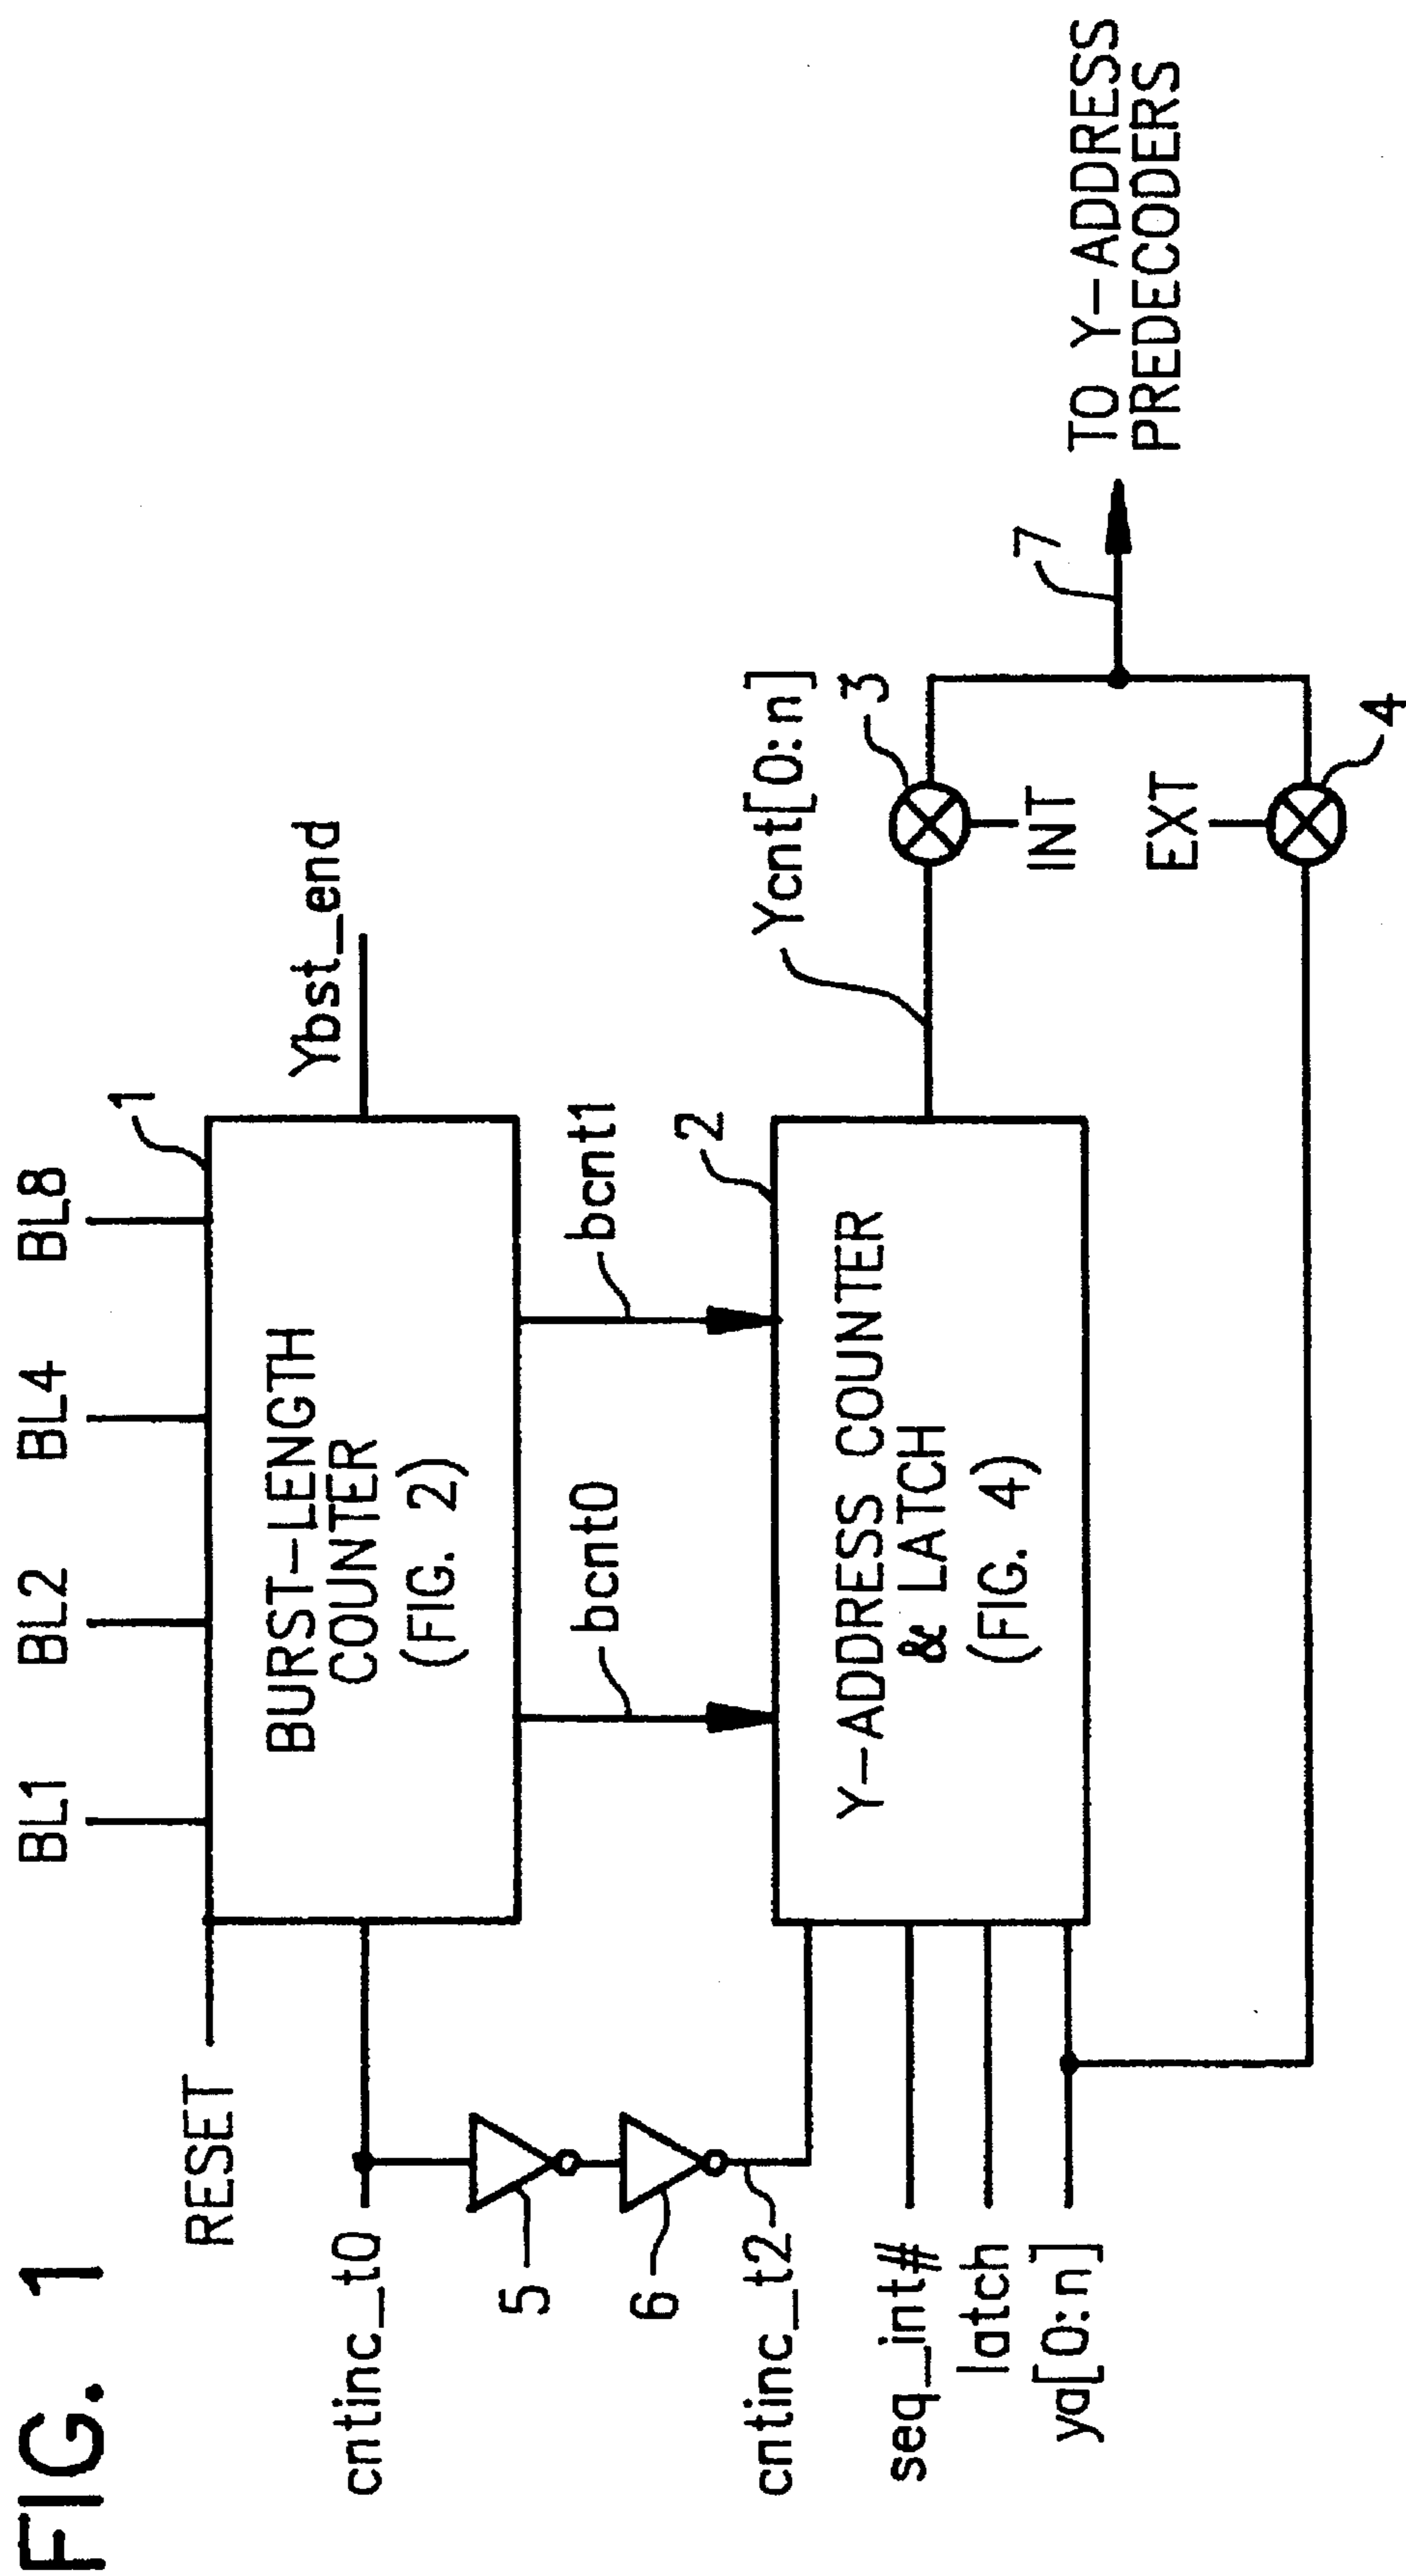 FIG. 1
BL1
BL2
BL4
BL8
1
RESET
BURST-LENGTH
COUNTER
(FIG. 2)
Ybst_end
cntinc_t0
5
6
bcnt0
bcnt1
2
cntinc_t2
Y-ADDRESS COUNTER
& LATCH
(FIG. 4)
Ycnt[0:n]
3
INT
seq_int#
latch
ya[0:n]
EXT
4
7
TO Y-ADDRESS
PREDECODERS